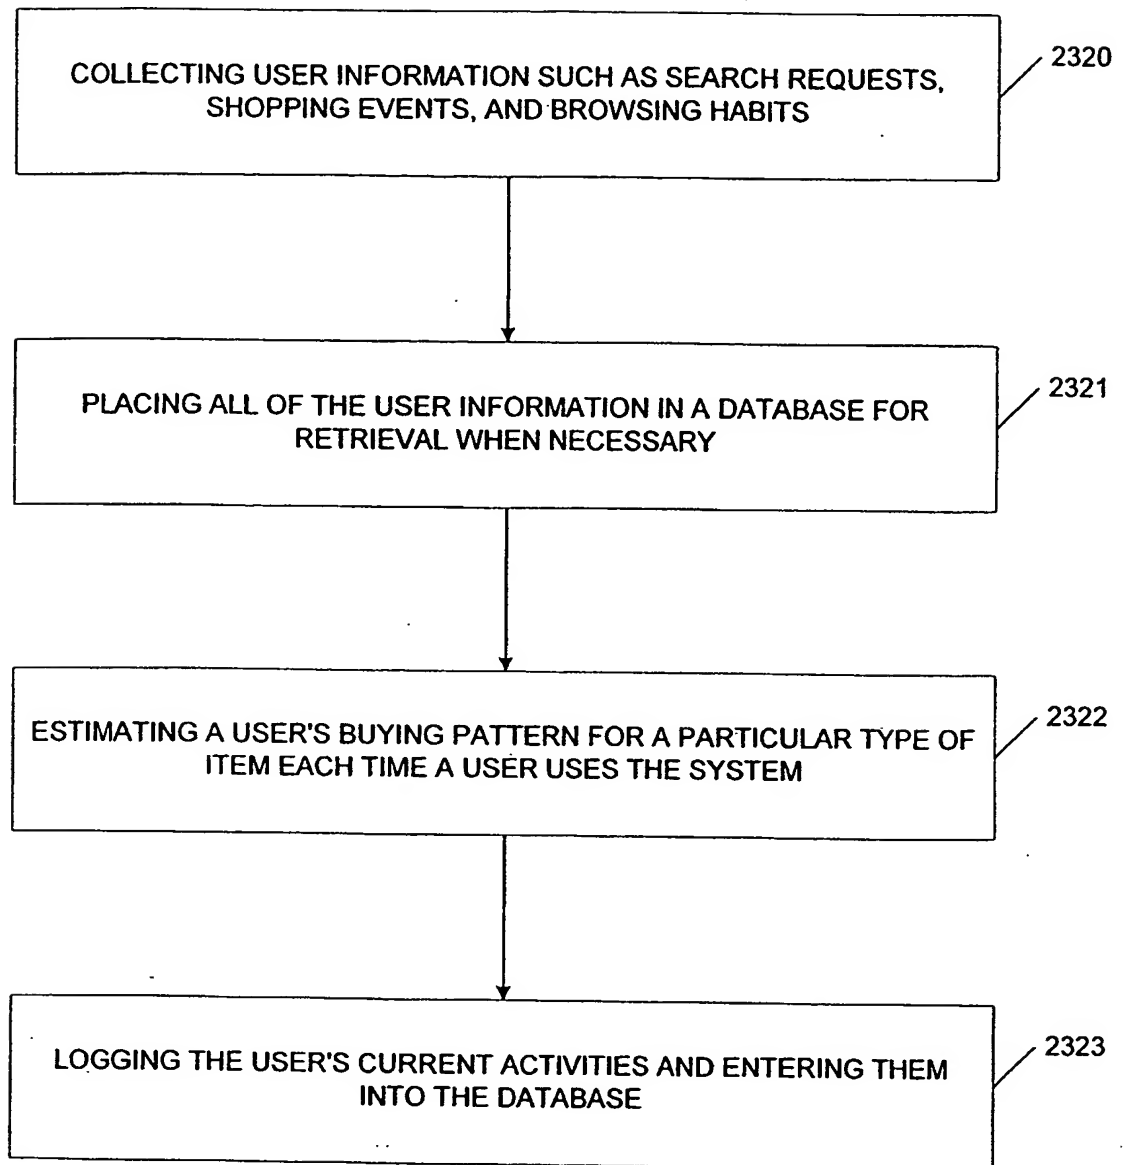 COLLECTING USER INFORMATION SUCH AS SEARCH REQUESTS,
SHOPPING EVENTS, AND BROWSING HABITS
2320
PLACING ALL OF THE USER INFORMATION IN A DATABASE FOR
RETRIEVAL WHEN NECESSARY
2321
ESTIMATING A USER'S BUYING PATTERN FOR A PARTICULAR TYPE OF
ITEM EACH TIME A USER USES THE SYSTEM
2322
LOGGING THE USER'S CURRENT ACTIVITIES AND ENTERING THEM
INTO THE DATABASE
2323